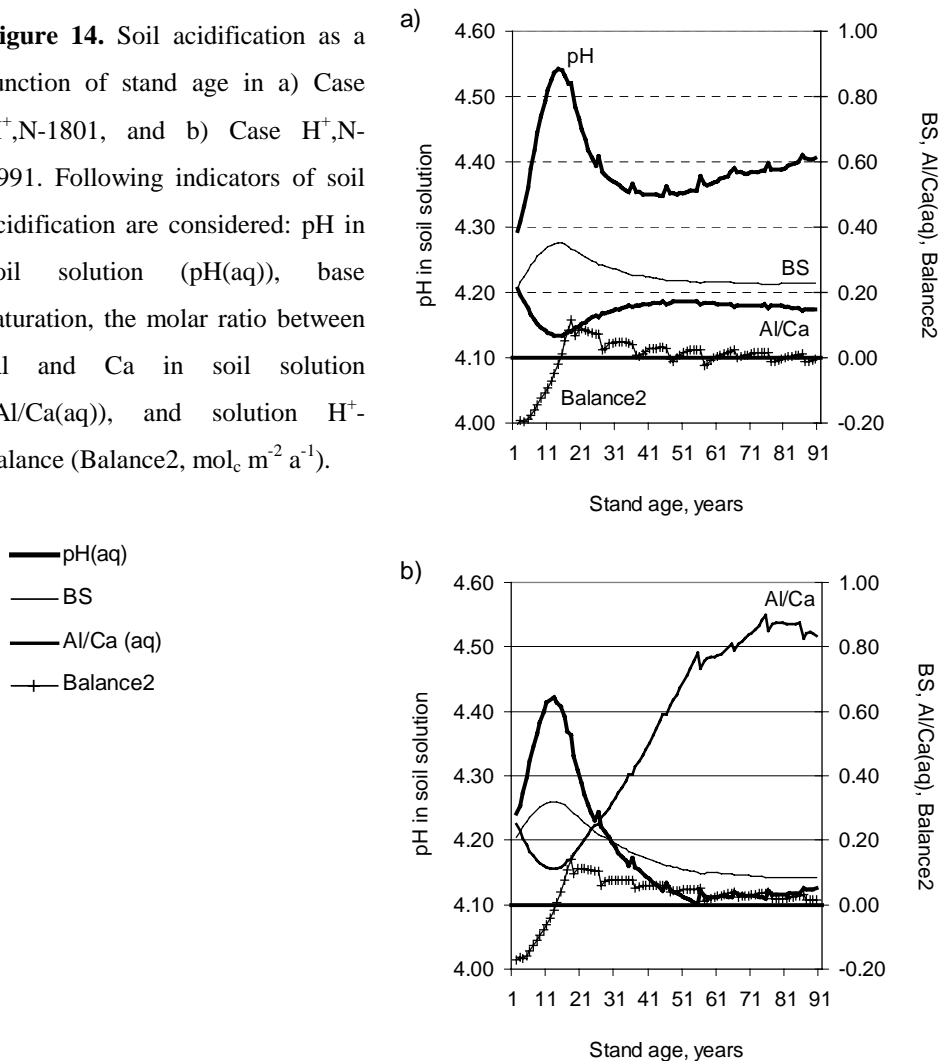 igure 14. Soil acidification as a
unction of stand age in a) Case
⁺,N-1801, and b) Case H⁺,N-
991. Following indicators of soil
cidification are considered: pH in
oil solution (pH(aq)), base
aturation, the molar ratio between
l and Ca in soil solution
Al/Ca(aq)), and solution H⁺-
alance (Balance2, molc m⁻² a⁻¹).
pH(aq)
BS
Al/Ca (aq)
Balance2
a)
4.60
4.50
4.40
4.30
4.20
4.10
4.00
pH in soil solution
pH
BS
Al/Ca
Balance2
1.00
0.80
0.60
0.40
0.20
0.00
-0.20
BS, Al/Ca(aq), Balance2
1 11 21 31 41 51 61 71 81 91
Stand age, years
b)
4.60
4.50
4.40
4.30
4.20
4.10
4.00
pH in soil solution
Al/Ca
1.00
0.80
0.60
0.40
0.20
0.00
-0.20
BS, Al/Ca(aq), Balance2
1 11 21 31 41 51 61 71 81 91
Stand age, years